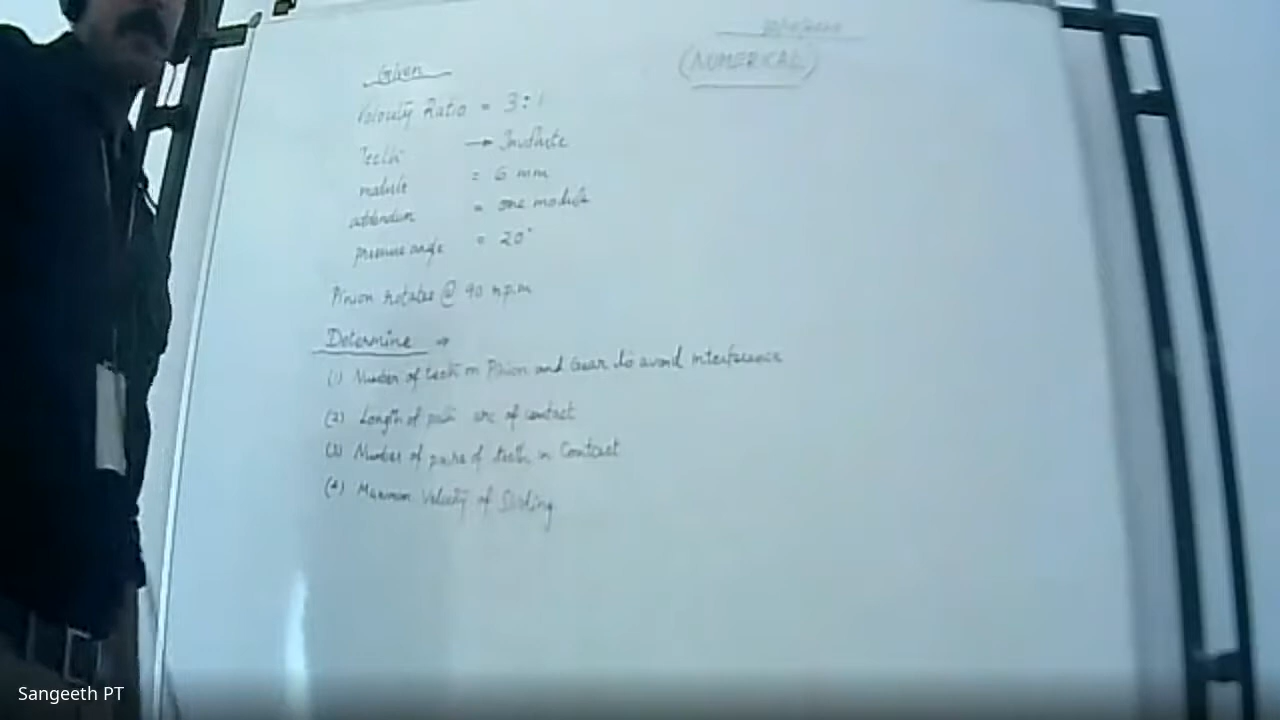 (NUMERICAL)
Given
Velocity Ratio = 3:1
Teeth → Involute
module = 6 mm
addendum = one module
pressure angle = 20°
Pinion rotates @ 90 r.p.m
Determine ⇒
(1) Number of teeth on Pinion and Gear to avoid interference
(2) Length of path arc of contact
(3) Number of pairs of teeth in Contact
(4) Maximum Velocity of Sliding
Sangeeth PT